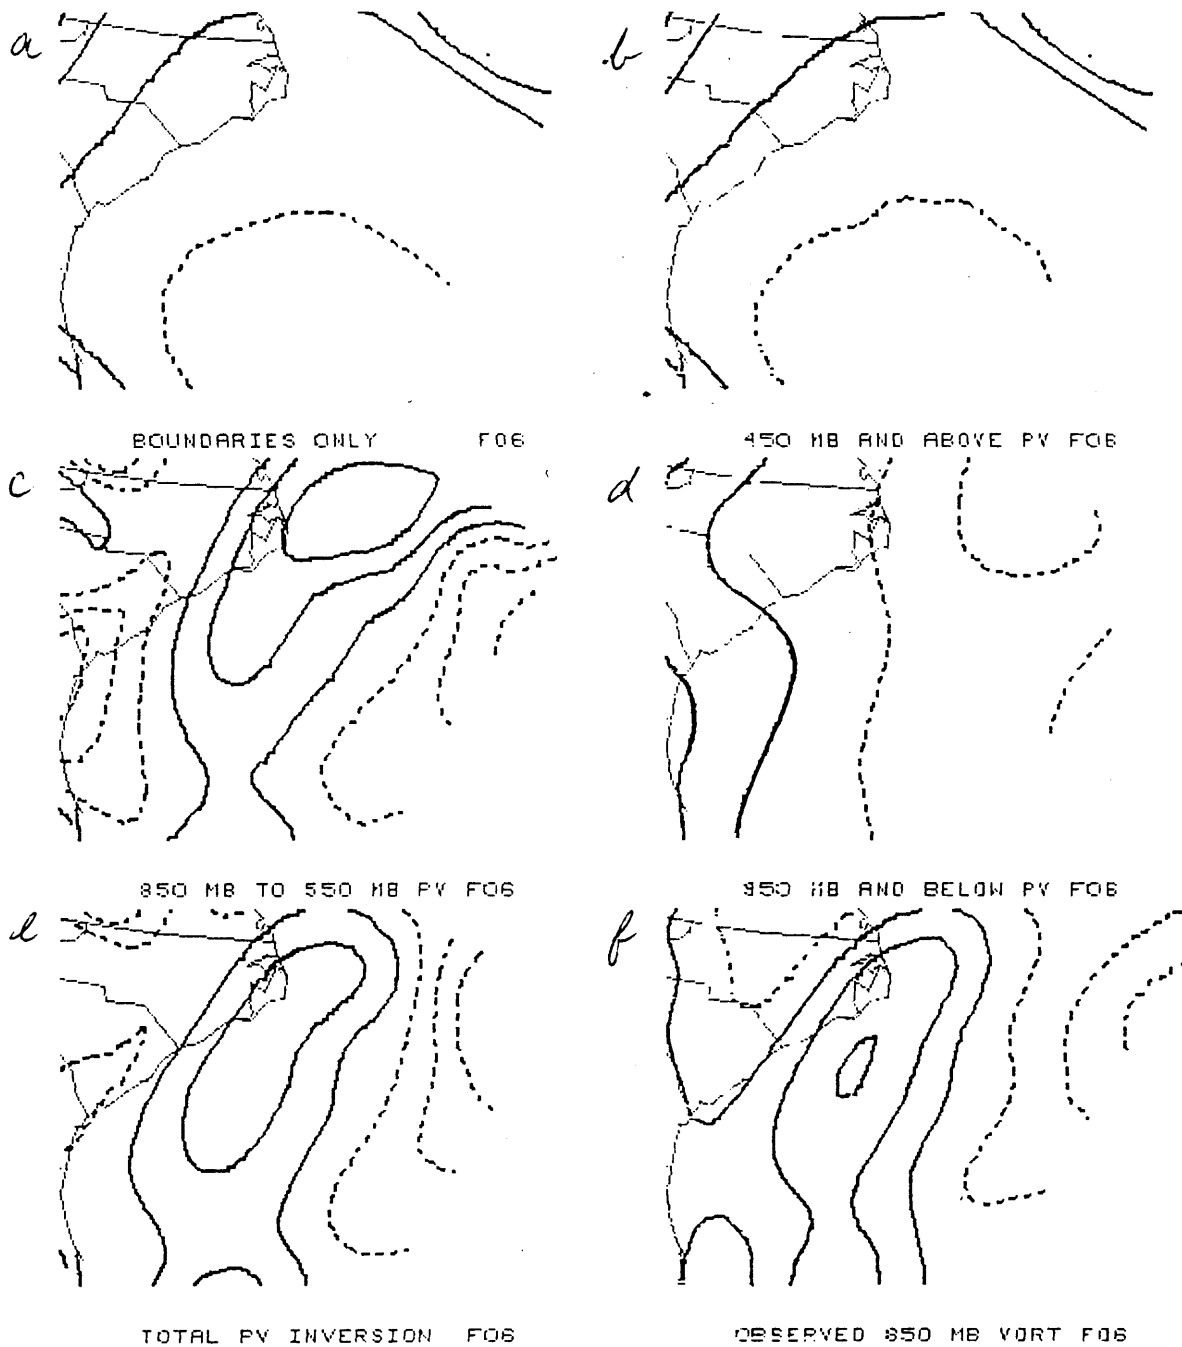 a
b
BOUNDARIES ONLY F06
450 MB AND ABOVE PV F06
c
d
850 MB TO 550 MB PV F06
950 MB AND BELOW PV F06
e
f
TOTAL PV INVERSION F06
OBSERVED 850 MB VORT F06